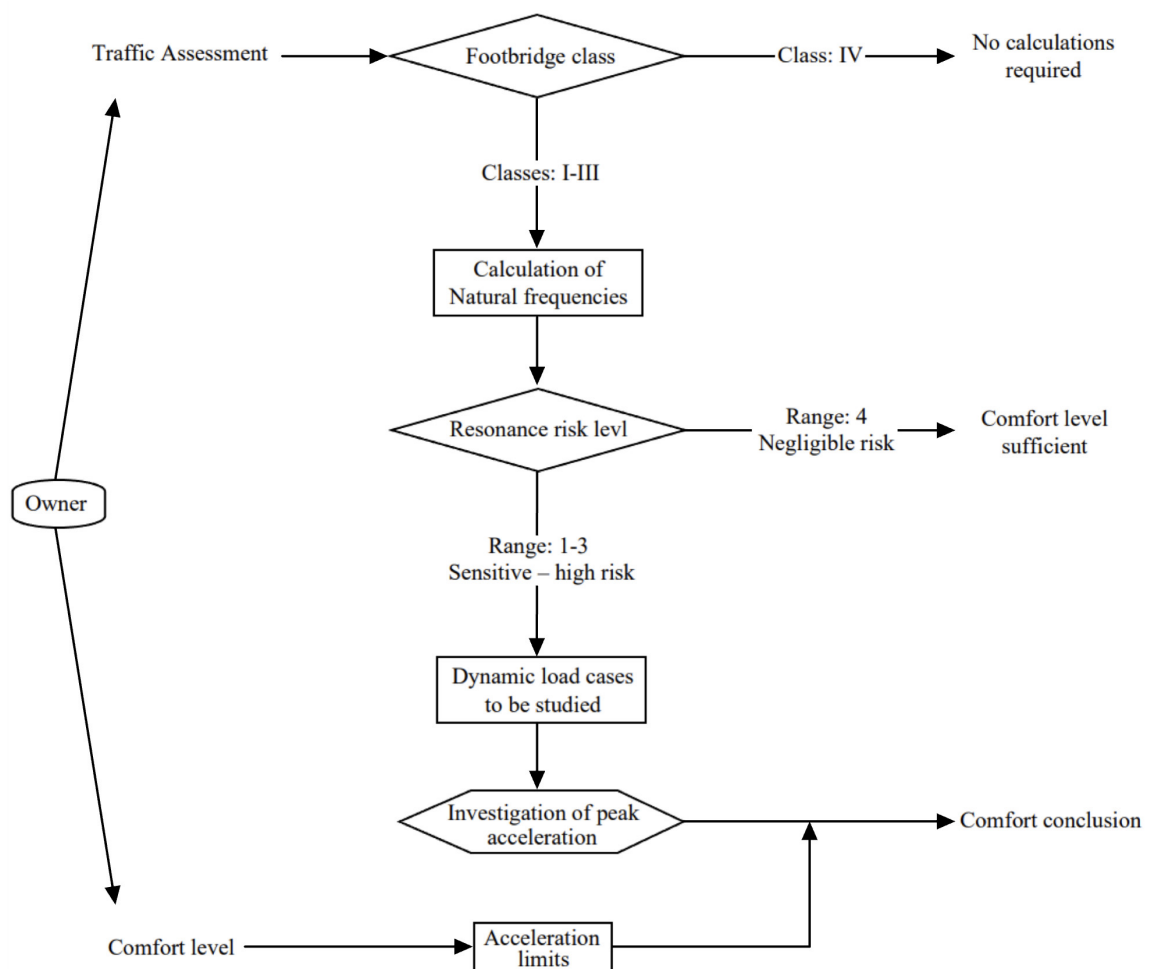 Traffic Assessment
Footbridge class
Class: IV
No calculations
required
Classes: I-III
Calculation of
Natural frequencies
Resonance risk levl
Range: 4
Negligible risk
Comfort level
sufficient
Owner
Range: 1-3
Sensitive – high risk
Dynamic load cases
to be studied
Investigation of peak
acceleration
Comfort conclusion
Comfort level
Acceleration
limits